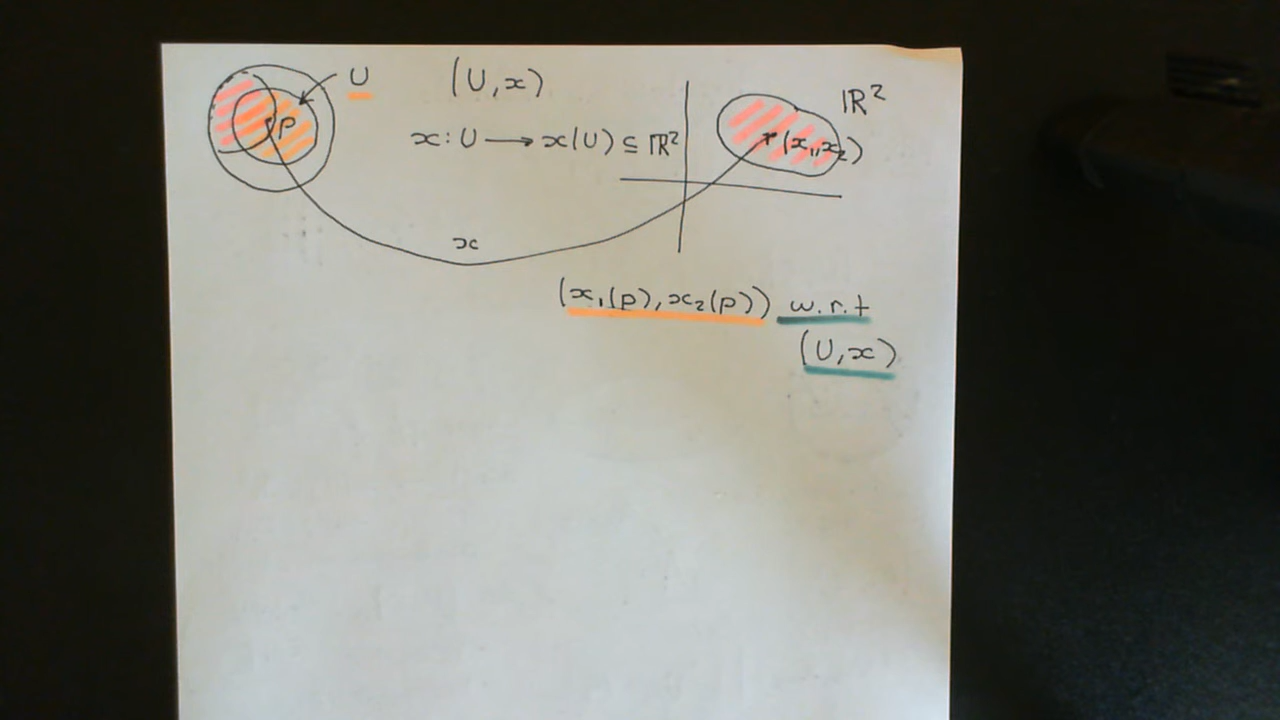 U
(U,x)
ℝ²
p
x:U⟶x(U)⊆ℝ²
(x₁,x₂)
x
(x₁(p),x₂(p)) w.r.t
(U,x)